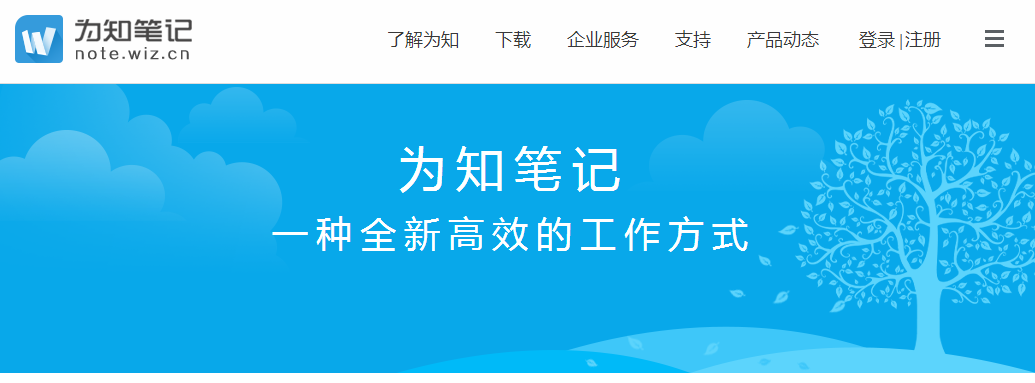 为知笔记
note.wiz.cn
了解为知 下载 企业服务 支持 产品动态 登录 | 注册
为知笔记
一种全新高效的工作方式